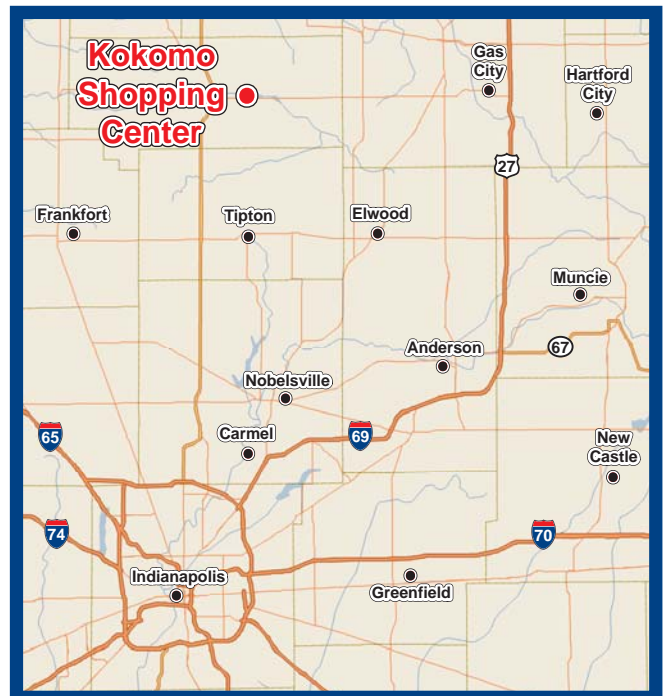 Kokomo
Shopping
Center
Gas
City
Hartford
City
27
Frankfort
Tipton
Elwood
Muncie
67
Anderson
Nobelsville
65
Carmel
69
New
Castle
74
70
Indianapolis
Greenfield